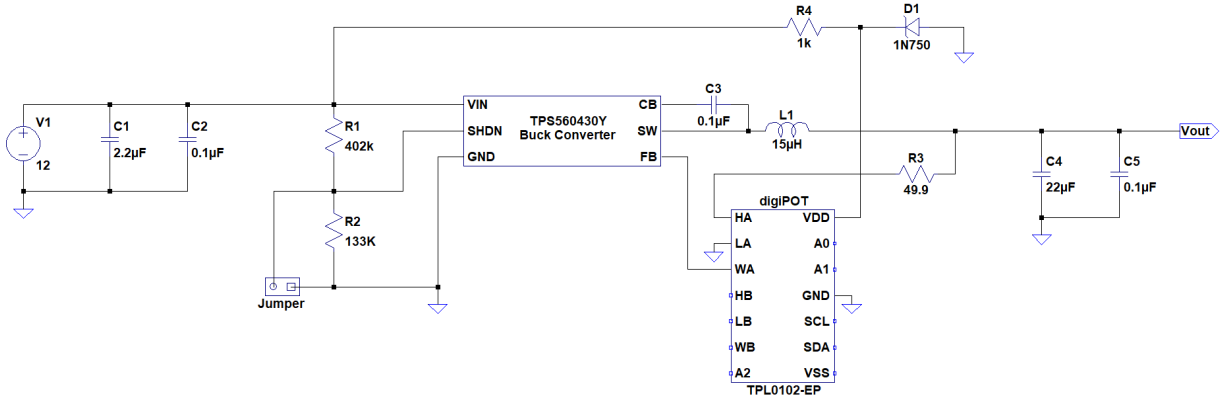 R4
1k
D1
1N750
V1
12
C1
2.2µF
C2
0.1µF
R1
402k
R2
133K
Jumper
VIN
SHDN
GND
TPS560430Y
Buck Converter
CB
SW
FB
C3
0.1µF
L1
15µH
R3
49.9
Vout
C4
22µF
C5
0.1µF
digiPOT
HA
LA
WA
HB
LB
WB
A2
VDD
A0
A1
GND
SCL
SDA
VSS
TPL0102-EP